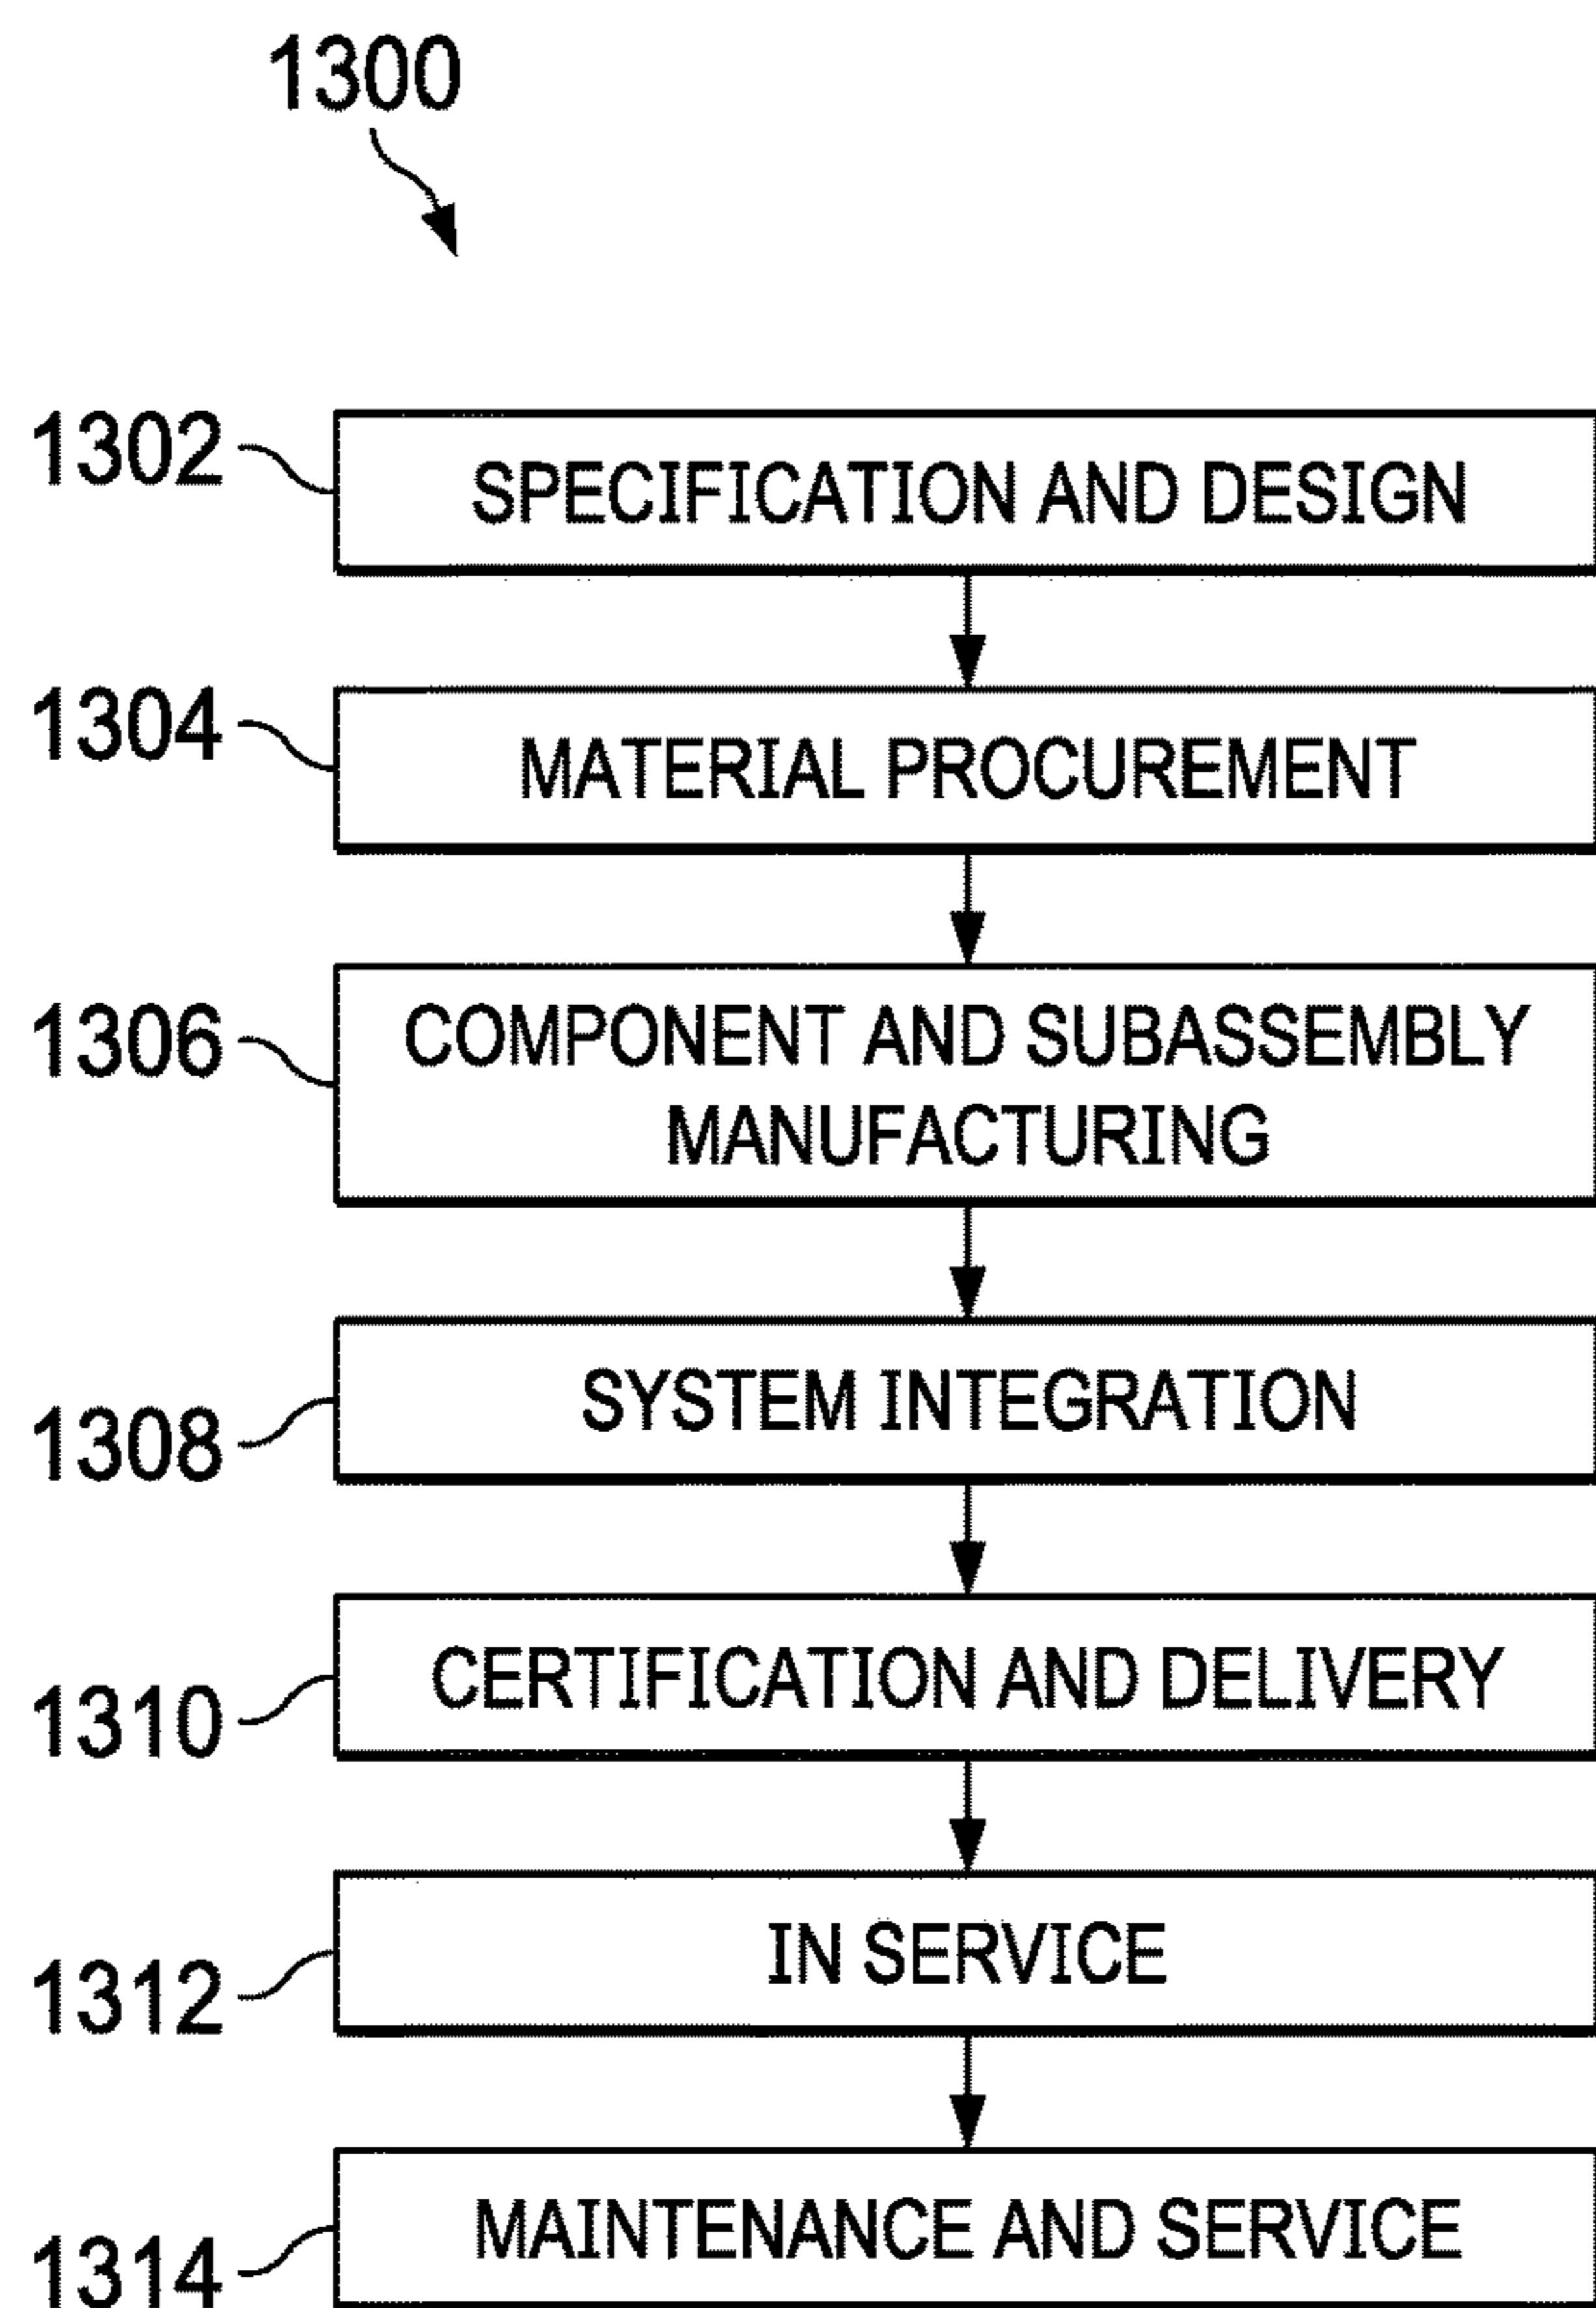 1300
1302
SPECIFICATION AND DESIGN
1304
MATERIAL PROCUREMENT
1306
COMPONENT AND SUBASSEMBLY
MANUFACTURING
1308
SYSTEM INTEGRATION
1310
CERTIFICATION AND DELIVERY
1312
IN SERVICE
1314
MAINTENANCE AND SERVICE